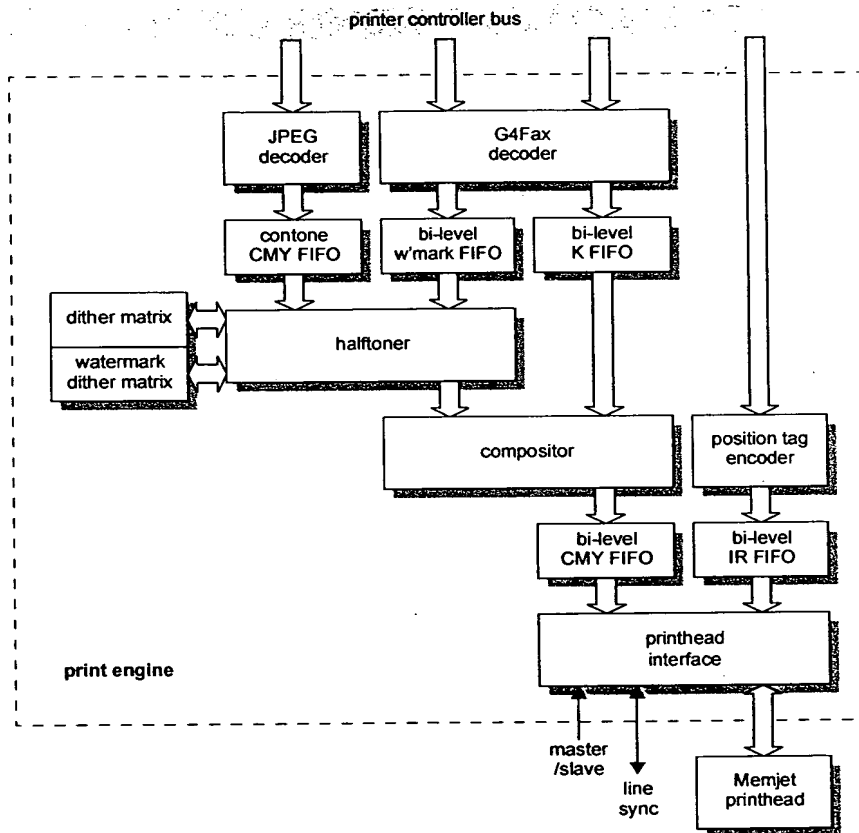 printer controller bus
JPEG
decoder
G4Fax
decoder
contone
CMY FIFO
bi-level
w'mark FIFO
bi-level
K FIFO
dither matrix
watermark
dither matrix
halftoner
compositor
position tag
encoder
bi-level
CMY FIFO
bi-level
IR FIFO
printhead
interface
print engine
master
/slave
line
sync
Memjet
printhead